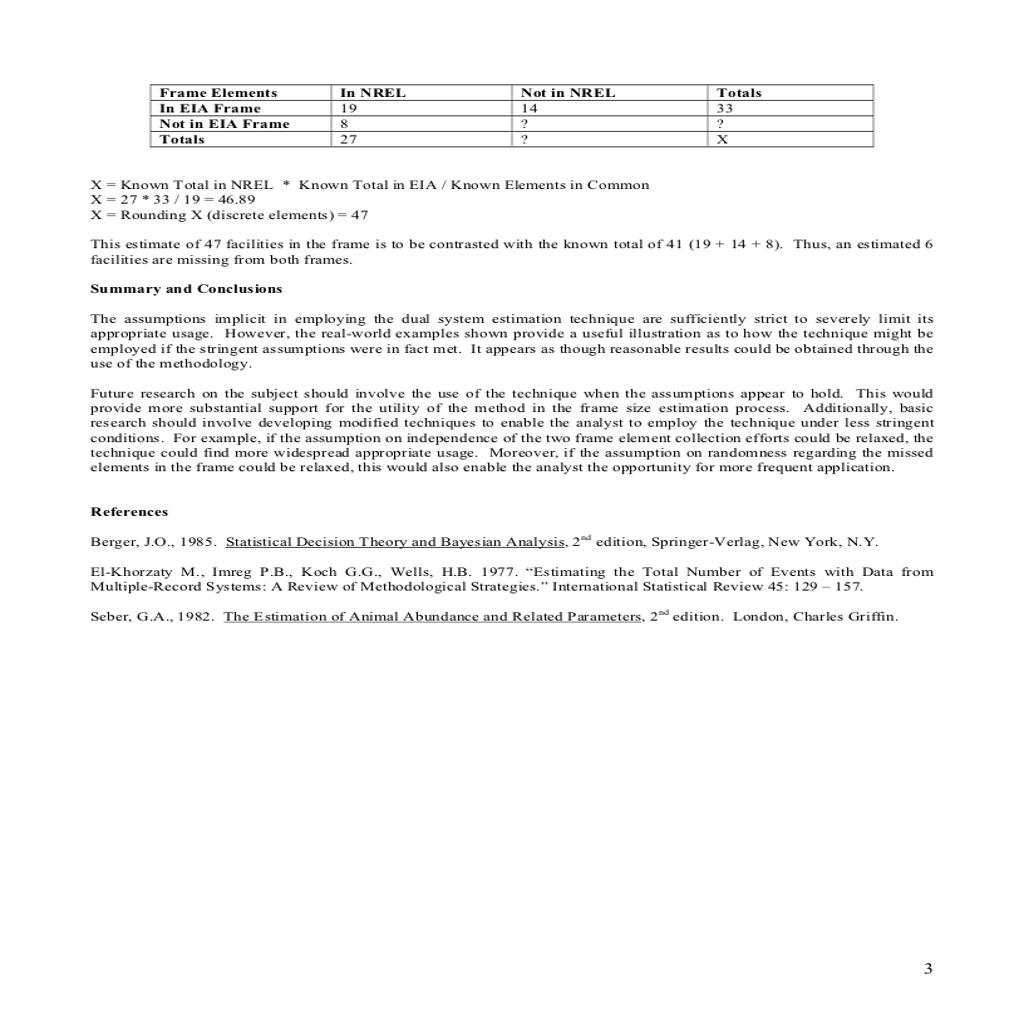 Frame Elements In NREL Not in NREL Totals
In EIA Frame 19 14 33
Not in EIA Frame 8 ? ?
Totals 27 ? X
X = Known Total in NREL * Known Total in EIA / Known Elements in Common
X = 27 * 33 / 19 = 46.89
X = Rounding X (discrete elements) = 47
This estimate of 47 facilities in the frame is to be contrasted with the known total of 41 (19 + 14 + 8). Thus, an estimated 6
facilities are missing from both frames.
Summary and Conclusions
The assumptions implicit in employing the dual system estimation technique are sufficiently strict to severely limit its
appropriate usage. However, the real-world examples shown provide a useful illustration as to how the technique might be
employed if the stringent assumptions were in fact met. It appears as though reasonable results could be obtained through the
use of the methodology.
Future research on the subject should involve the use of the technique when the assumptions appear to hold. This would
provide more substantial support for the utility of the method in the frame size estimation process. Additionally, basic
research should involve developing modified techniques to enable the analyst to employ the technique under less stringent
conditions. For example, if the assumption on independence of the two frame element collection efforts could be relaxed, the
technique could find more widespread appropriate usage. Moreover, if the assumption on randomness regarding the missed
elements in the frame could be relaxed, this would also enable the analyst the opportunity for more frequent application.
References
Berger, J.O., 1985. Statistical Decision Theory and Bayesian Analysis, 2nd edition, Springer-Verlag, New York, N.Y.
El-Khorzaty M., Imreg P.B., Koch G.G., Wells, H.B. 1977. “Estimating the Total Number of Events with Data from
Multiple-Record Systems: A Review of Methodological Strategies.” International Statistical Review 45: 129 – 157.
Seber, G.A., 1982. The Estimation of Animal Abundance and Related Parameters, 2nd edition. London, Charles Griffin.
3